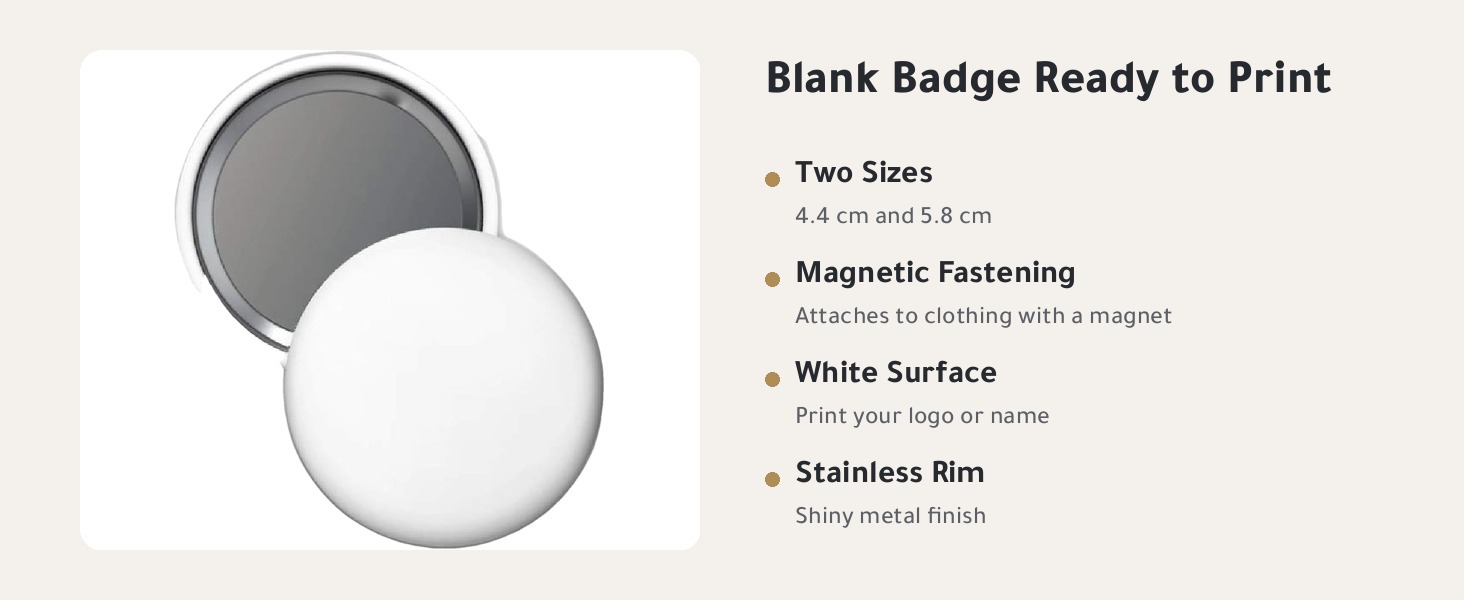 Blank Badge Ready to Print
Two Sizes
4.4 cm and 5.8 cm
Magnetic Fastening
Attaches to clothing with a magnet
White Surface
Print your logo or name
Stainless Rim
Shiny metal finish